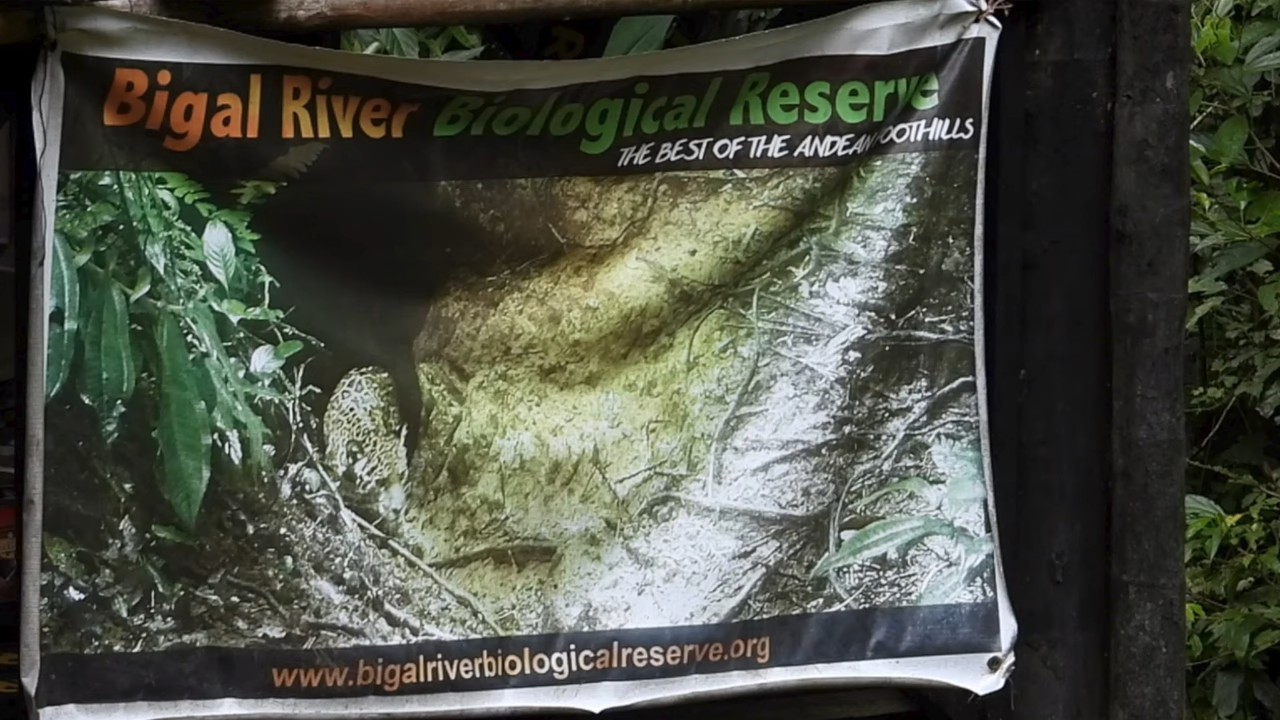 Bigal River Biological Reserve
THE BEST OF THE ANDEAN FOOTHILLS
www.bigalriverbiologicalreserve.org